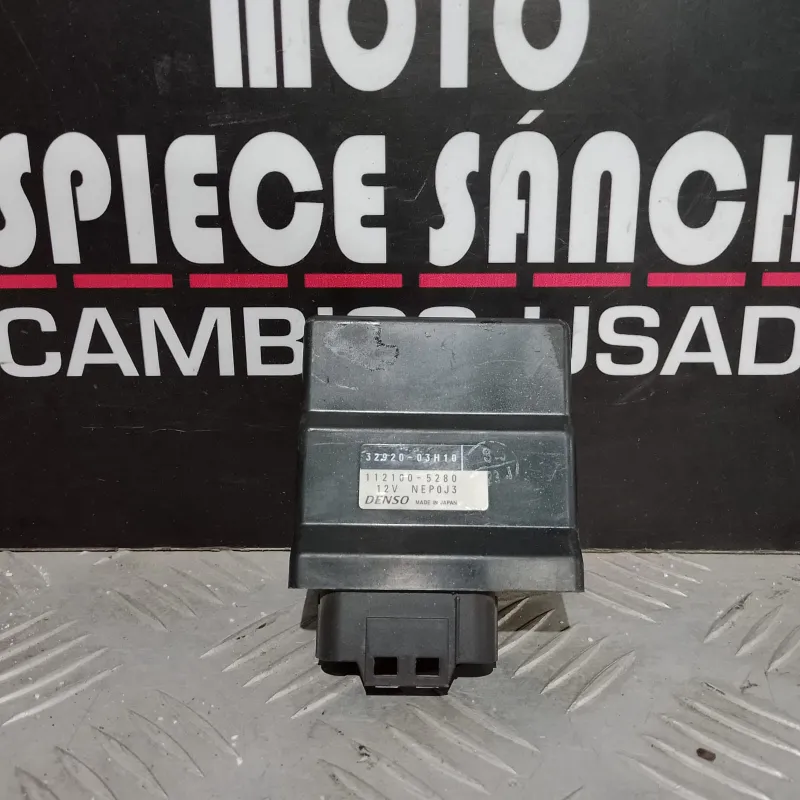 MOTO
SPIECE SÁNCH
CAMBIOS USAD
32920-03H10
112100-5280
12V NEP0J3
DENSO MADE IN JAPAN